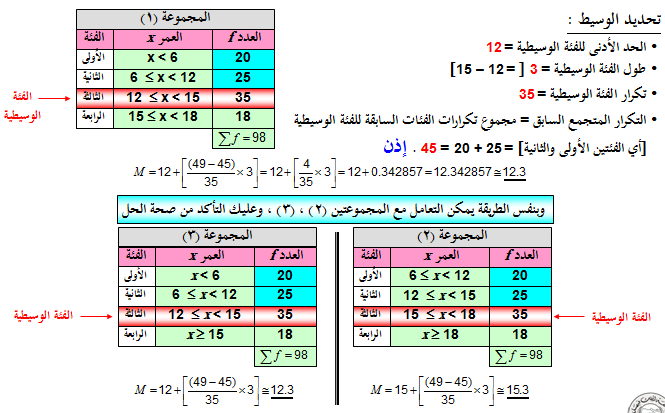 تحديد الوسيط :
• الحد الأدنى للفئة الوسيطية = 12
• طول الفئة الوسيطية = 3 [ = 12 – 15]
• تكرار الفئة الوسيطية = 35
• التكرار المتجمع السابق = مجموع تكرارات الفئات السابقة للفئة الوسيطية
[أي الفئتين الأولى والثانية] = 25 + 20 = 45 . إذن
المجموعة (١)
الفئة العمر x العدد f
الأولى x < 6 20
الثانية 6 ≤ x < 12 25
الثالثة 12 ≤ x < 15 35
الرابعة 15 ≤ x < 18 18
∑f = 98
الفئة
الوسيطية
M = 12 + [(49 − 45)/35 × 3] = 12 + [4/35 × 3] = 12 + 0.342857 = 12.342857 ≅ 12.3
وبنفس الطريقة يمكن التعامل مع المجموعتين (٢) ، (٣) ، وعليك التأكد من صحة الحل
المجموعة (٢)
الفئة العمر x العدد f
الأولى 6 ≤ x < 12 20
الثانية 12 ≤ x < 15 25
الثالثة 15 ≤ x < 18 35
الرابعة x ≥ 18 18
∑f = 98
الفئة الوسيطية
M = 15 + [(49 − 45)/35 × 3] ≅ 15.3
المجموعة (٣)
الفئة العمر x العدد f
الأولى x < 6 20
الثانية 6 ≤ x < 12 25
الثالثة 12 ≤ x < 15 35
الرابعة x ≥ 15 18
∑f = 98
الفئة الوسيطية
M = 12 + [(49 − 45)/35 × 3] ≅ 12.3